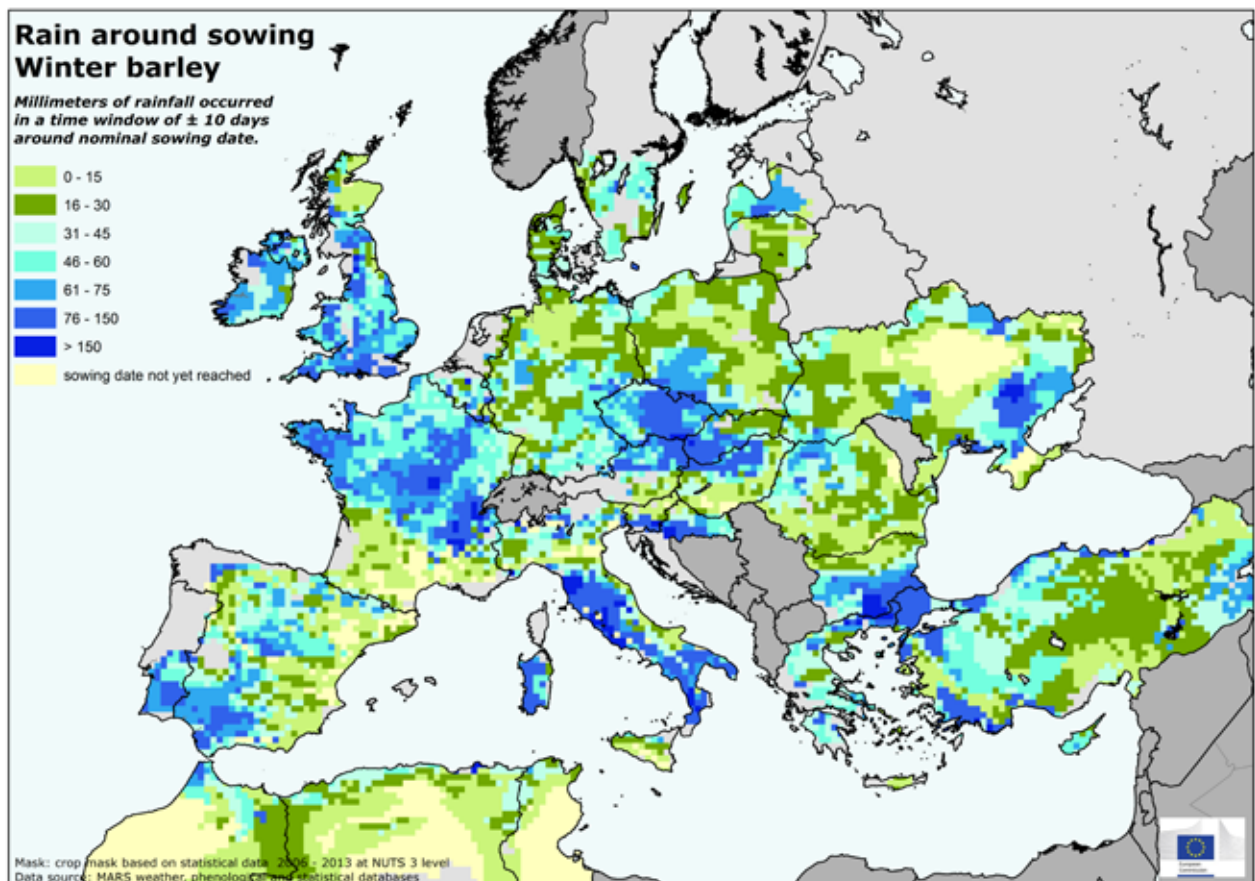 Rain around sowing
Winter barley
Millimeters of rainfall occurred
in a time window of ± 10 days
around nominal sowing date.
0 - 15
16 - 30
31 - 45
46 - 60
61 - 75
76 - 150
> 150
sowing date not yet reached
Mask: crop mask based on statistical data 2006 - 2013 at NUTS 3 level
Data source: MARS weather, phenological and statistical databases
European
Commission